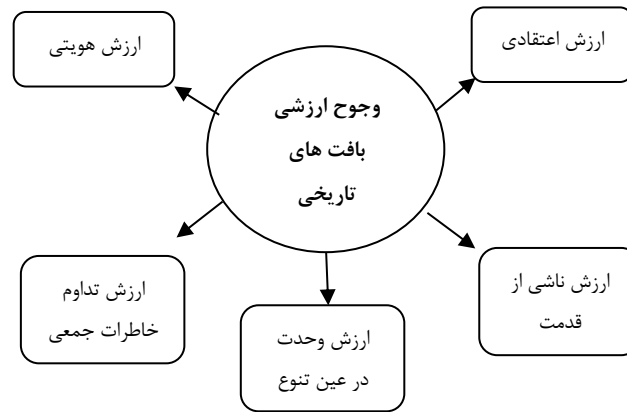 ارزش اعتقادی
ارزش هویتی
وجوح ارزشی
بافت های
تاریخی
ارزش ناشی از
قدمت
ارزش تداوم
خاطرات جمعی
ارزش وحدت
در عین تنوع